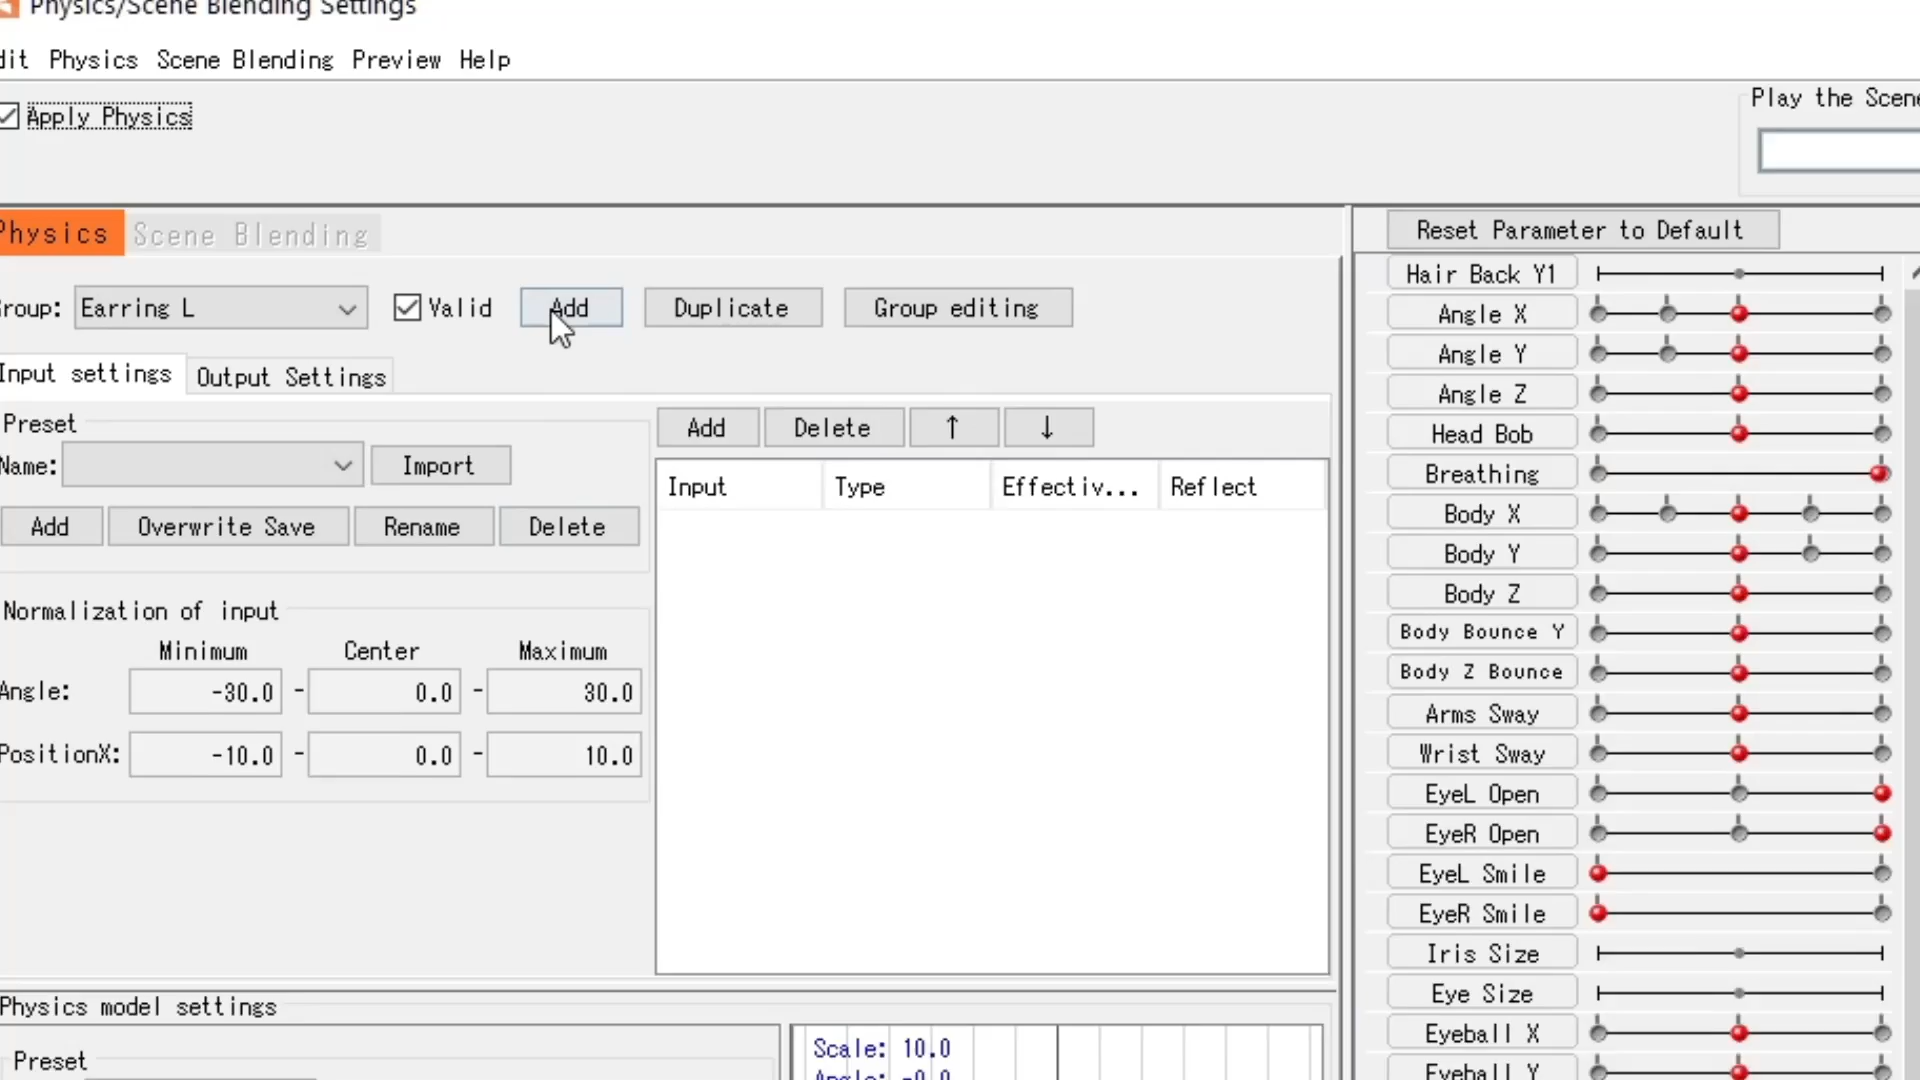 Physics/Scene Blending Settings
dit Physics Scene Blending Preview Help
Apply Physics
Play the Scene
Physics Scene Blending
roup: Earring L Valid Add Duplicate Group editing
Input settings Output Settings
Preset
Name: Import
Add Overwrite Save Rename Delete
Normalization of input
Minimum Center Maximum
Angle: -30.0 - 0.0 - 30.0
PositionX: -10.0 - 0.0 - 10.0
Add Delete ↑ ↓
Input Type Effectiv... Reflect
Physics model settings
Preset
Scale: 10.0
Angle: -0.0
Reset Parameter to Default
Hair Back Y1
Angle X
Angle Y
Angle Z
Head Bob
Breathing
Body X
Body Y
Body Z
Body Bounce Y
Body Z Bounce
Arms Sway
Wrist Sway
EyeL Open
EyeR Open
EyeL Smile
EyeR Smile
Iris Size
Eye Size
Eyeball X
Eyeball Y